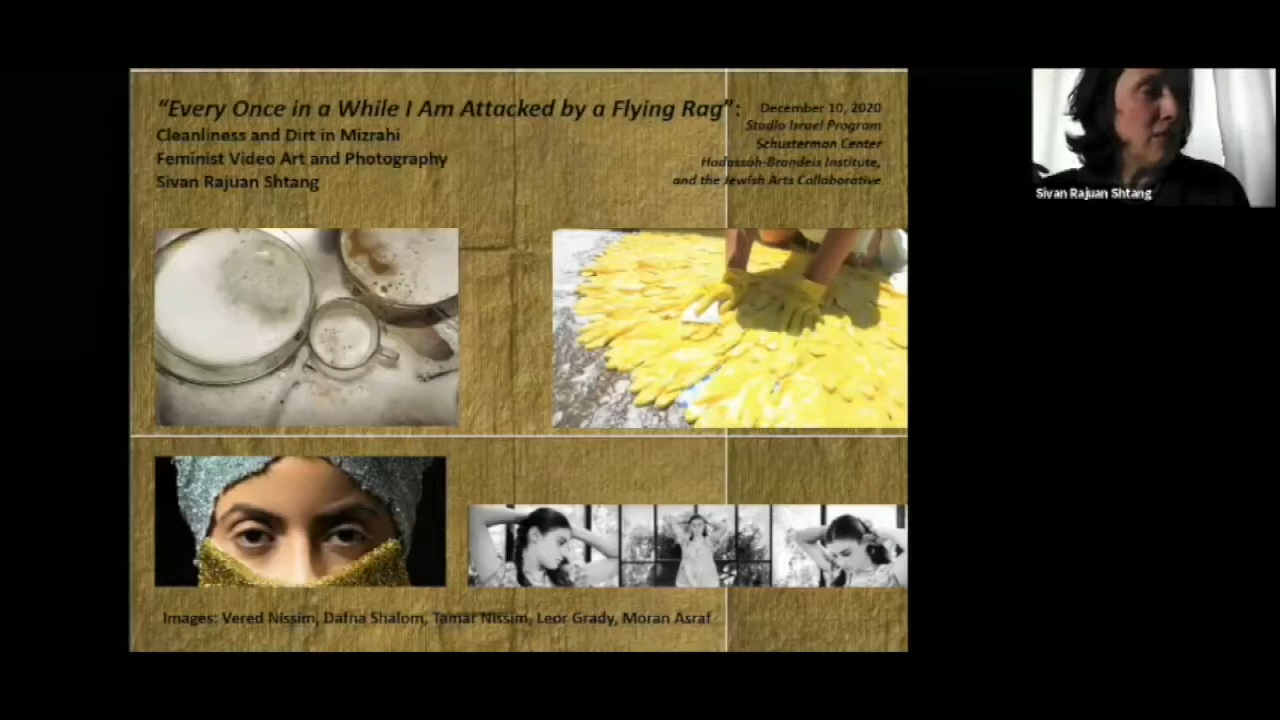 “Every Once in a While I Am Attacked by a Flying Rag”:
Cleanliness and Dirt in Mizrahi
Feminist Video Art and Photography
Sivan Rajuan Shtang
December 10, 2020
Studio Israel Program
Schusterman Center
Hadassah-Brandeis Institute,
and the Jewish Arts Collaborative
Sivan Rajuan Shtang
Images: Vered Nissim, Dafna Shalom, Tamar Nissim, Leor Grady, Moran Asraf